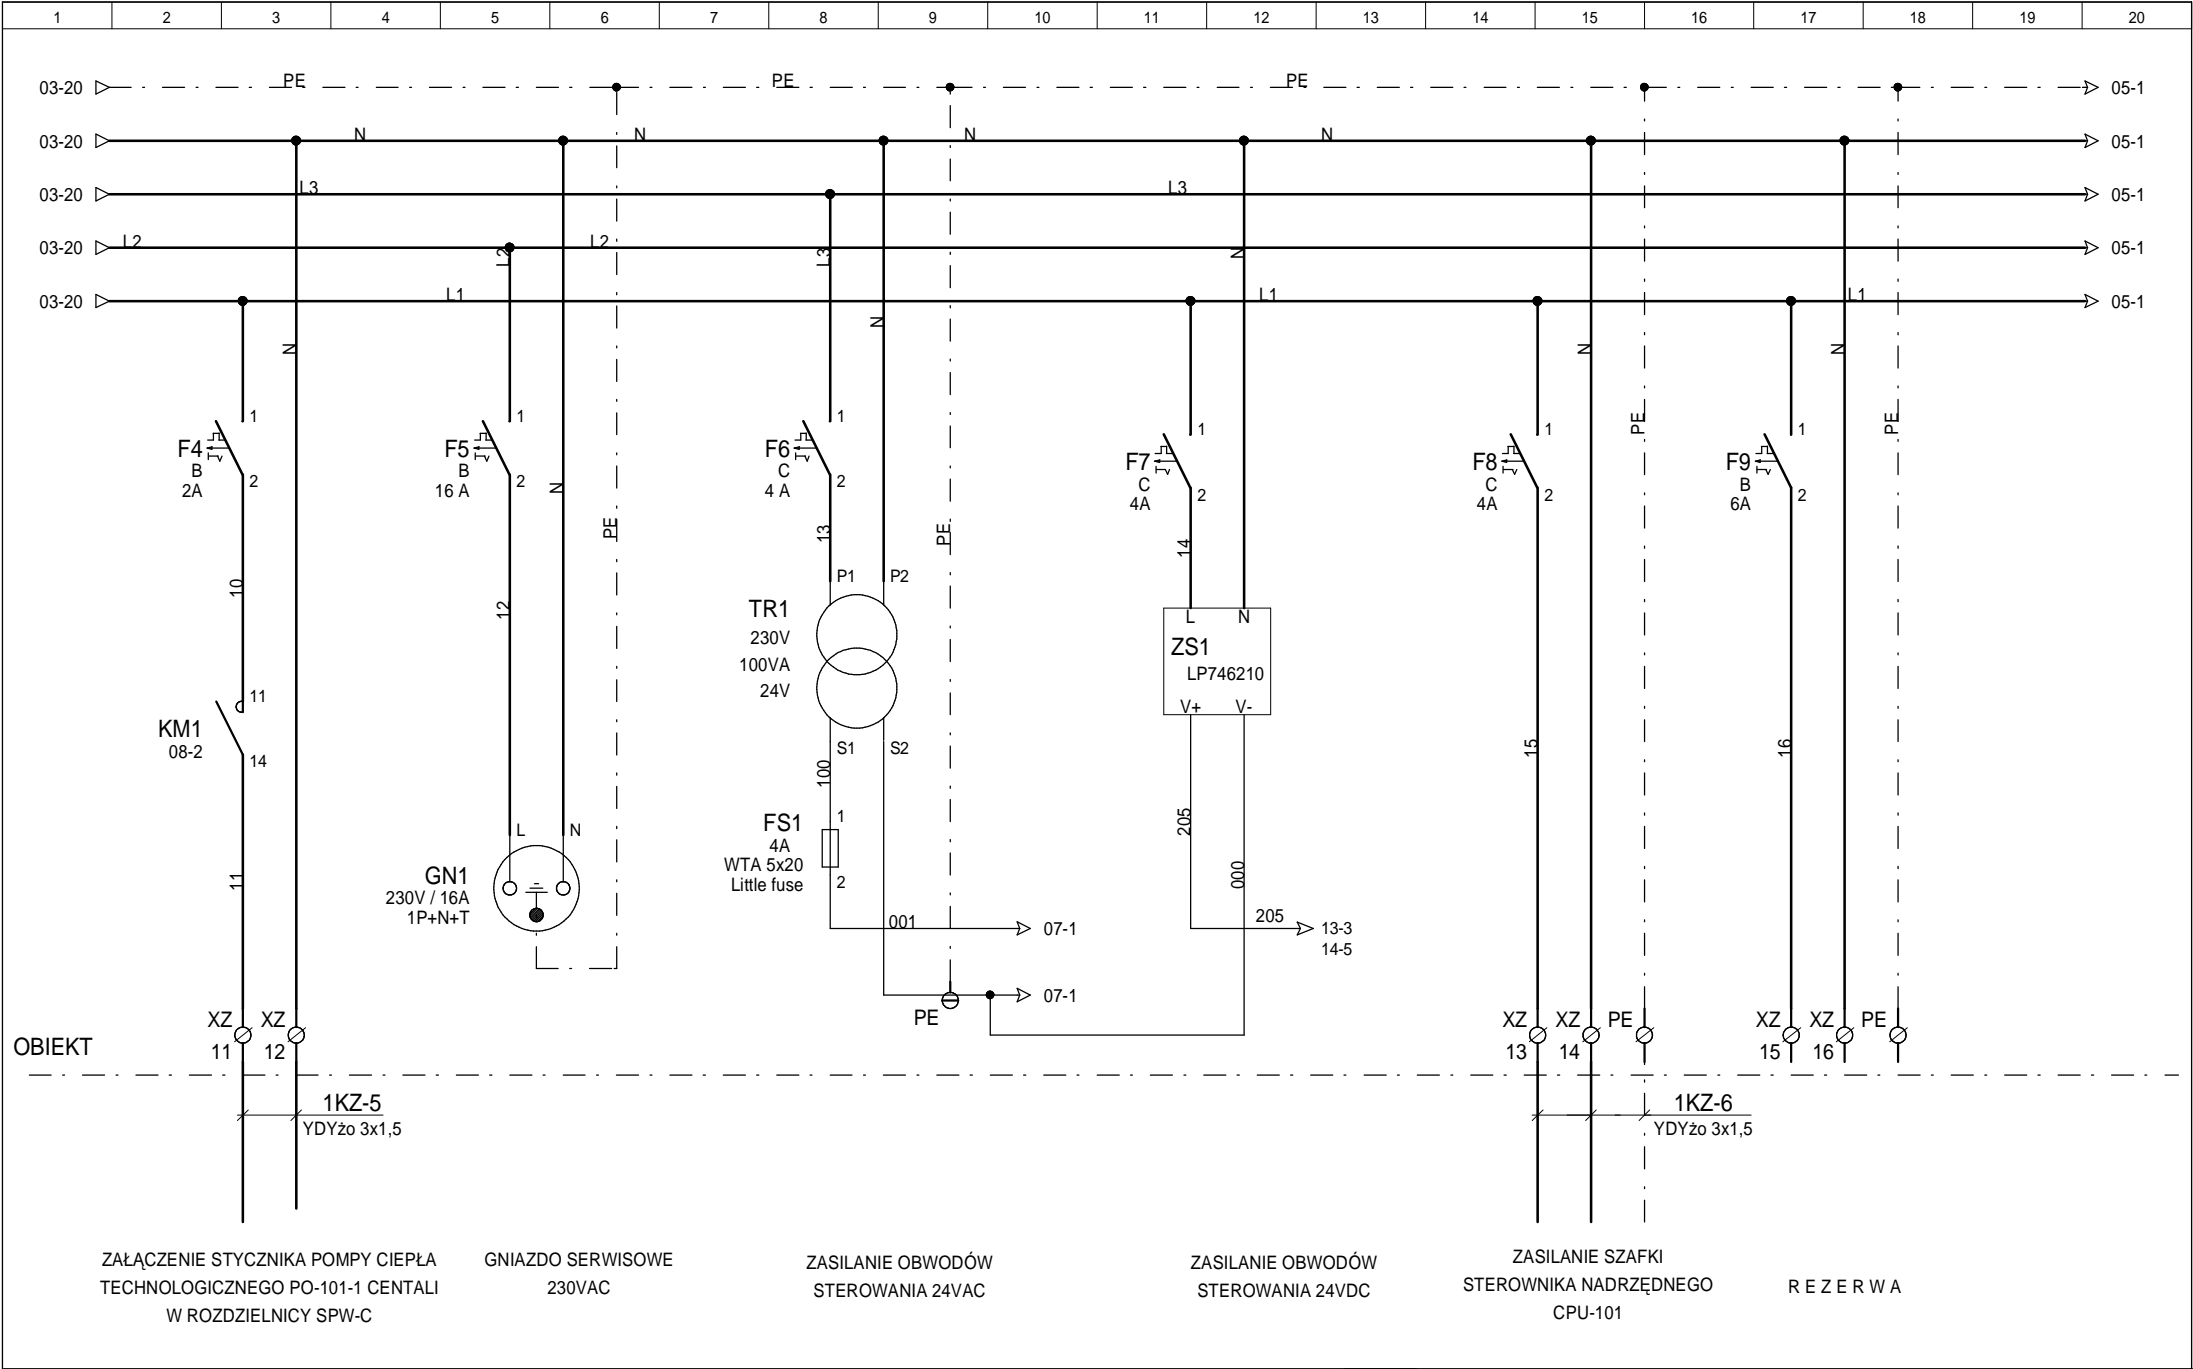 1 2 3 4 5 6 7 8 9 10 11 12 13 14 15 16 17 18 19 20
03-20 PE PE PE 05-1
03-20 N N N N 05-1
03-20 L3 L3 05-1
03-20 L2 L2 05-1
L2 L3 N
03-20 L1 L1 L1 05-1
N N N N
1 1 1 1 1 1
F4 F5 F6 F7 F8 F9
B B C C C B
2A 16 A 4 A 4A 4A 6A
2 2 2 2 2 2
PE PE
N PE 13 PE 14
10 12
P1 P2
TR1
230V
100VA
24V
S1 S2
L N
ZS1
LP746210
V+ V-
11
KM1
08-2
14
15 16
100
205
000
FS1
4A
WTA 5x20
Little fuse
1
2
L N
GN1
230V / 16A
1P+N+T
11
001 07-1
205 13-3
14-5
07-1
PE
XZ XZ XZ XZ PE XZ XZ PE
11 12 13 14 15 16
OBIEKT
1KZ-5 1KZ-6
YDYżo 3x1,5 YDYżo 3x1,5
ZAŁĄCZENIE STYCZNIKA POMPY CIEPŁA
TECHNOLOGICZNEGO PO-101-1 CENTALI
W ROZDZIELNICY SPW-C
GNIAZDO SERWISOWE
230VAC
ZASILANIE OBWODÓW
STEROWANIA 24VAC
ZASILANIE OBWODÓW
STEROWANIA 24VDC
ZASILANIE SZAFKI
STEROWNIKA NADRZĘDNEGO
CPU-101
R E Z E R W A